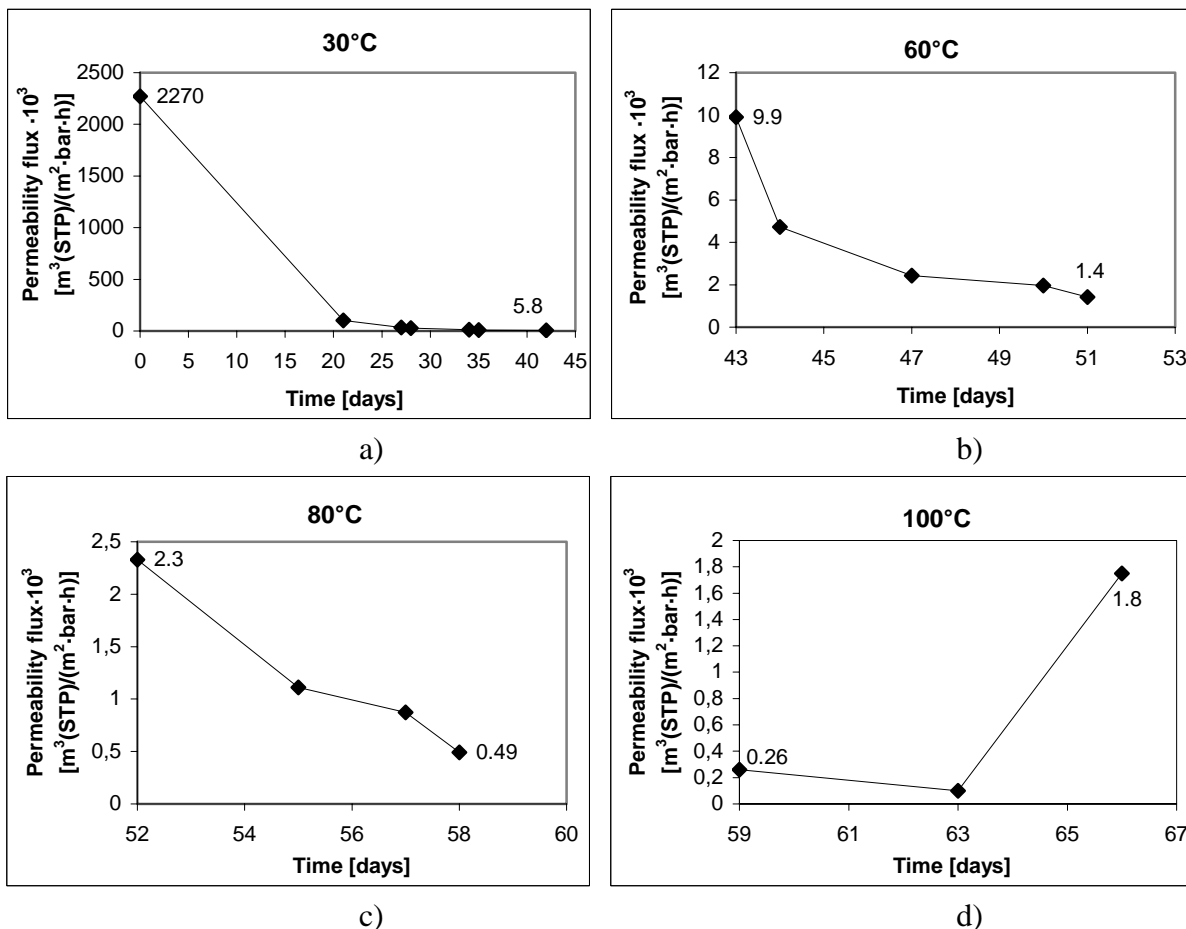 30°C
Permeability flux ·10³
[m³(STP)/(m²·bar·h)]
2500
2000
1500
1000
500
0
2270
5.8
0 5 10 15 20 25 30 35 40 45
Time [days]
a)
60°C
Permeability flux ·10³
[m³(STP)/(m²·bar·h)]
12
10
8
6
4
2
0
9.9
1.4
43 45 47 49 51 53
Time [days]
b)
80°C
Permeability flux·10³
[m³(STP)/(m²·bar·h)]
2,5
2
1,5
1
0,5
0
2.3
0.49
52 54 56 58 60
Time [days]
c)
100°C
Permeability flux·10³
[m³(STP)/(m²·bar·h)]
2
1,8
1,6
1,4
1,2
1
0,8
0,6
0,4
0,2
0
0.26
1.8
59 61 63 65 67
Time [days]
d)